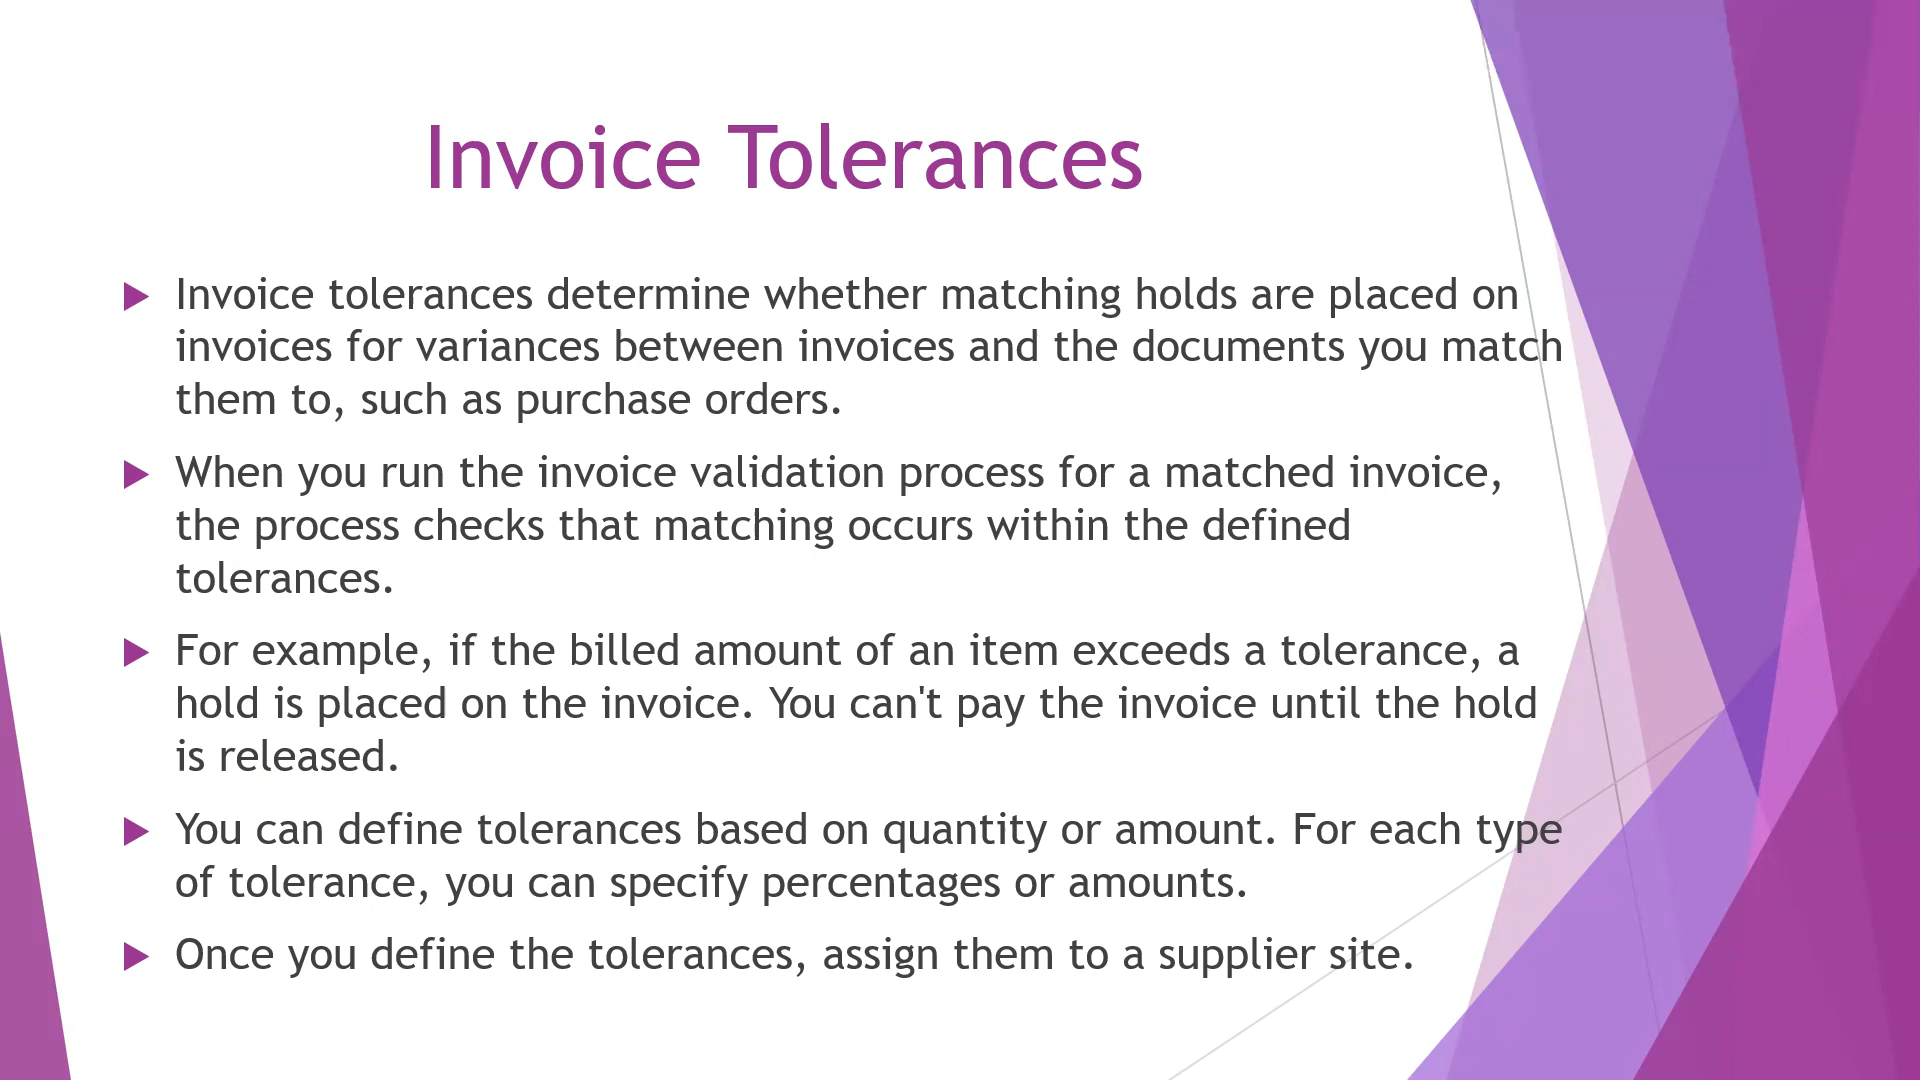 Invoice Tolerances
Invoice tolerances determine whether matching holds are placed on
invoices for variances between invoices and the documents you match
them to, such as purchase orders.
When you run the invoice validation process for a matched invoice,
the process checks that matching occurs within the defined
tolerances.
For example, if the billed amount of an item exceeds a tolerance, a
hold is placed on the invoice. You can't pay the invoice until the hold
is released.
You can define tolerances based on quantity or amount. For each type
of tolerance, you can specify percentages or amounts.
Once you define the tolerances, assign them to a supplier site.